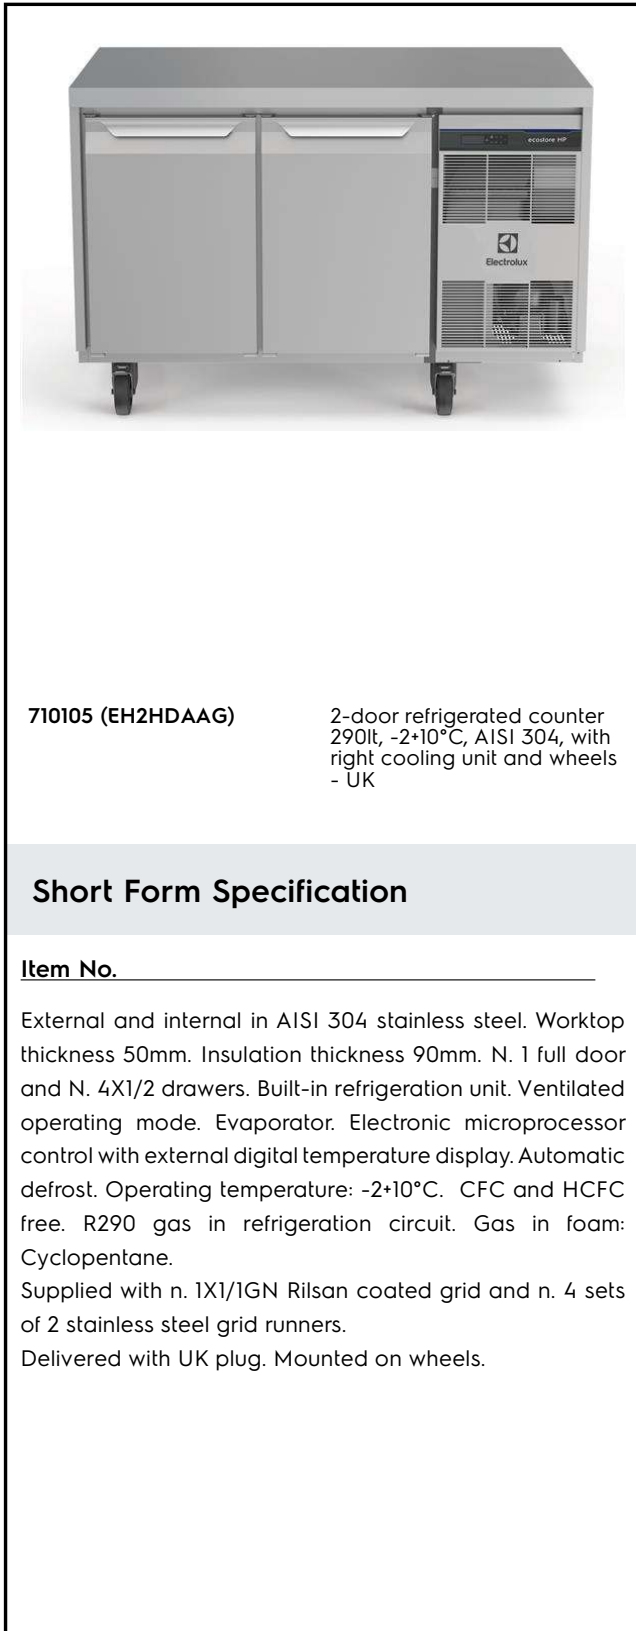 ecostore HP
Electrolux
710105 (EH2HDAAG)
2-door refrigerated counter
290lt, -2+10°C, AISI 304, with
right cooling unit and wheels
- UK
Short Form Specification
Item No.
External and internal in AISI 304 stainless steel. Worktop
thickness 50mm. Insulation thickness 90mm. N. 1 full door
and N. 4X1/2 drawers. Built-in refrigeration unit. Ventilated
operating mode. Evaporator. Electronic microprocessor
control with external digital temperature display. Automatic
defrost. Operating temperature: -2+10°C. CFC and HCFC
free. R290 gas in refrigeration circuit. Gas in foam:
Cyclopentane.
Supplied with n. 1X1/1GN Rilsan coated grid and n. 4 sets
of 2 stainless steel grid runners.
Delivered with UK plug. Mounted on wheels.